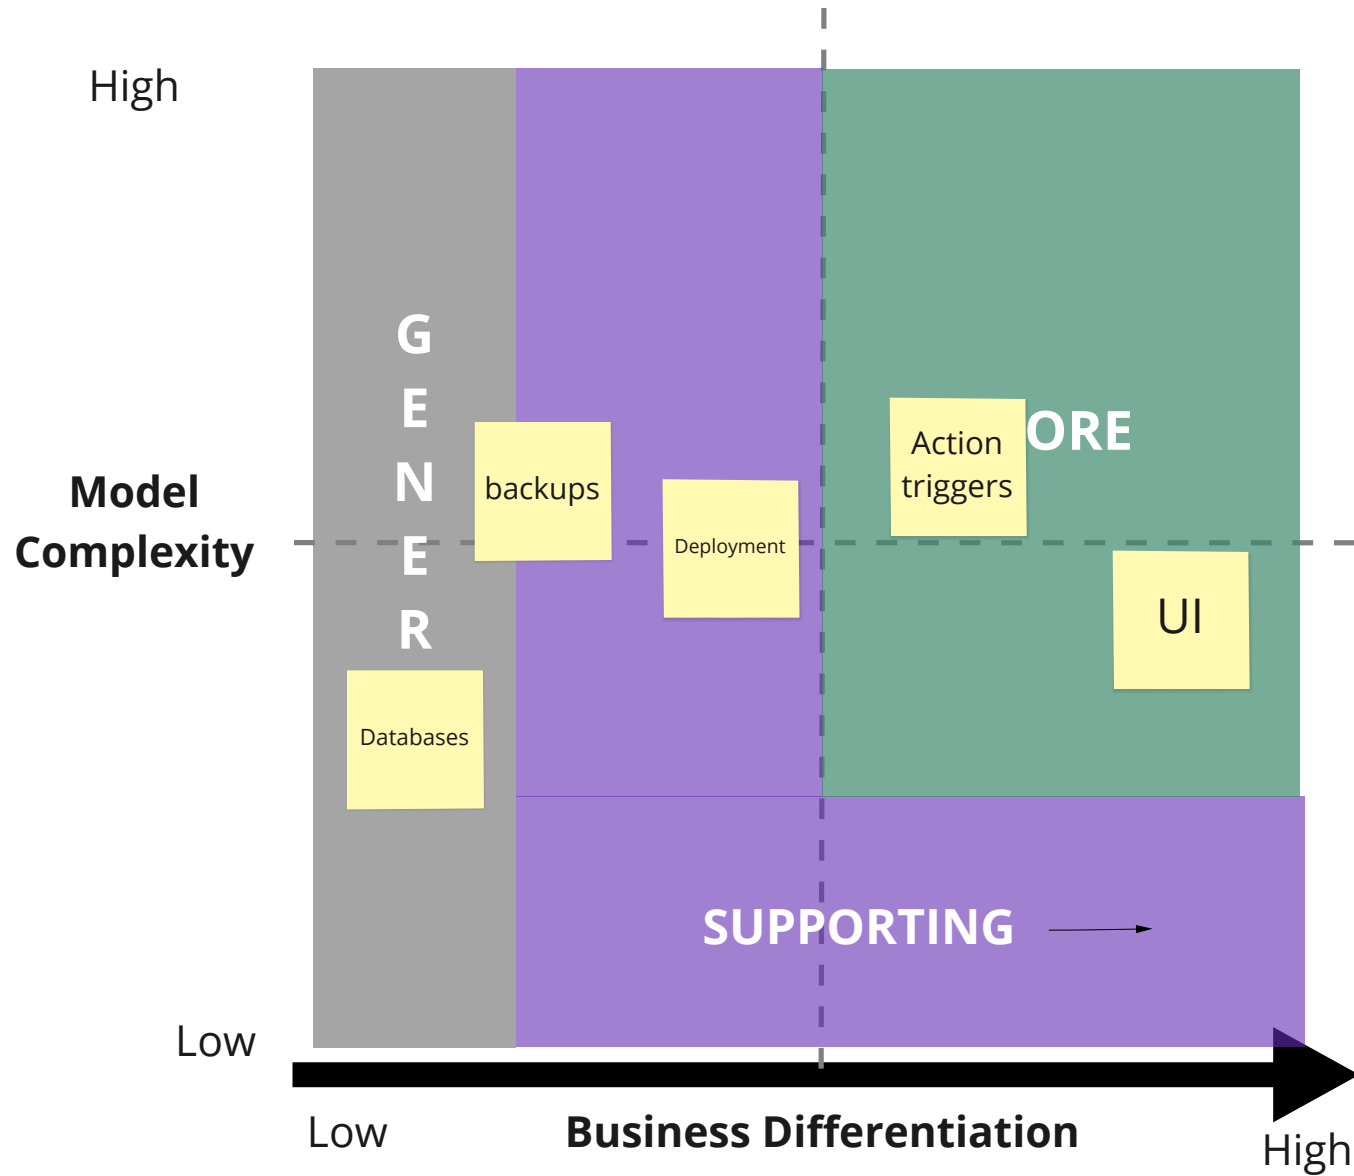 High
G
E
N
E
R
ORE
Action
triggers
backups
Model
Complexity
Deployment
UI
Databases
SUPPORTING
Low
Low
Business Differentiation
High